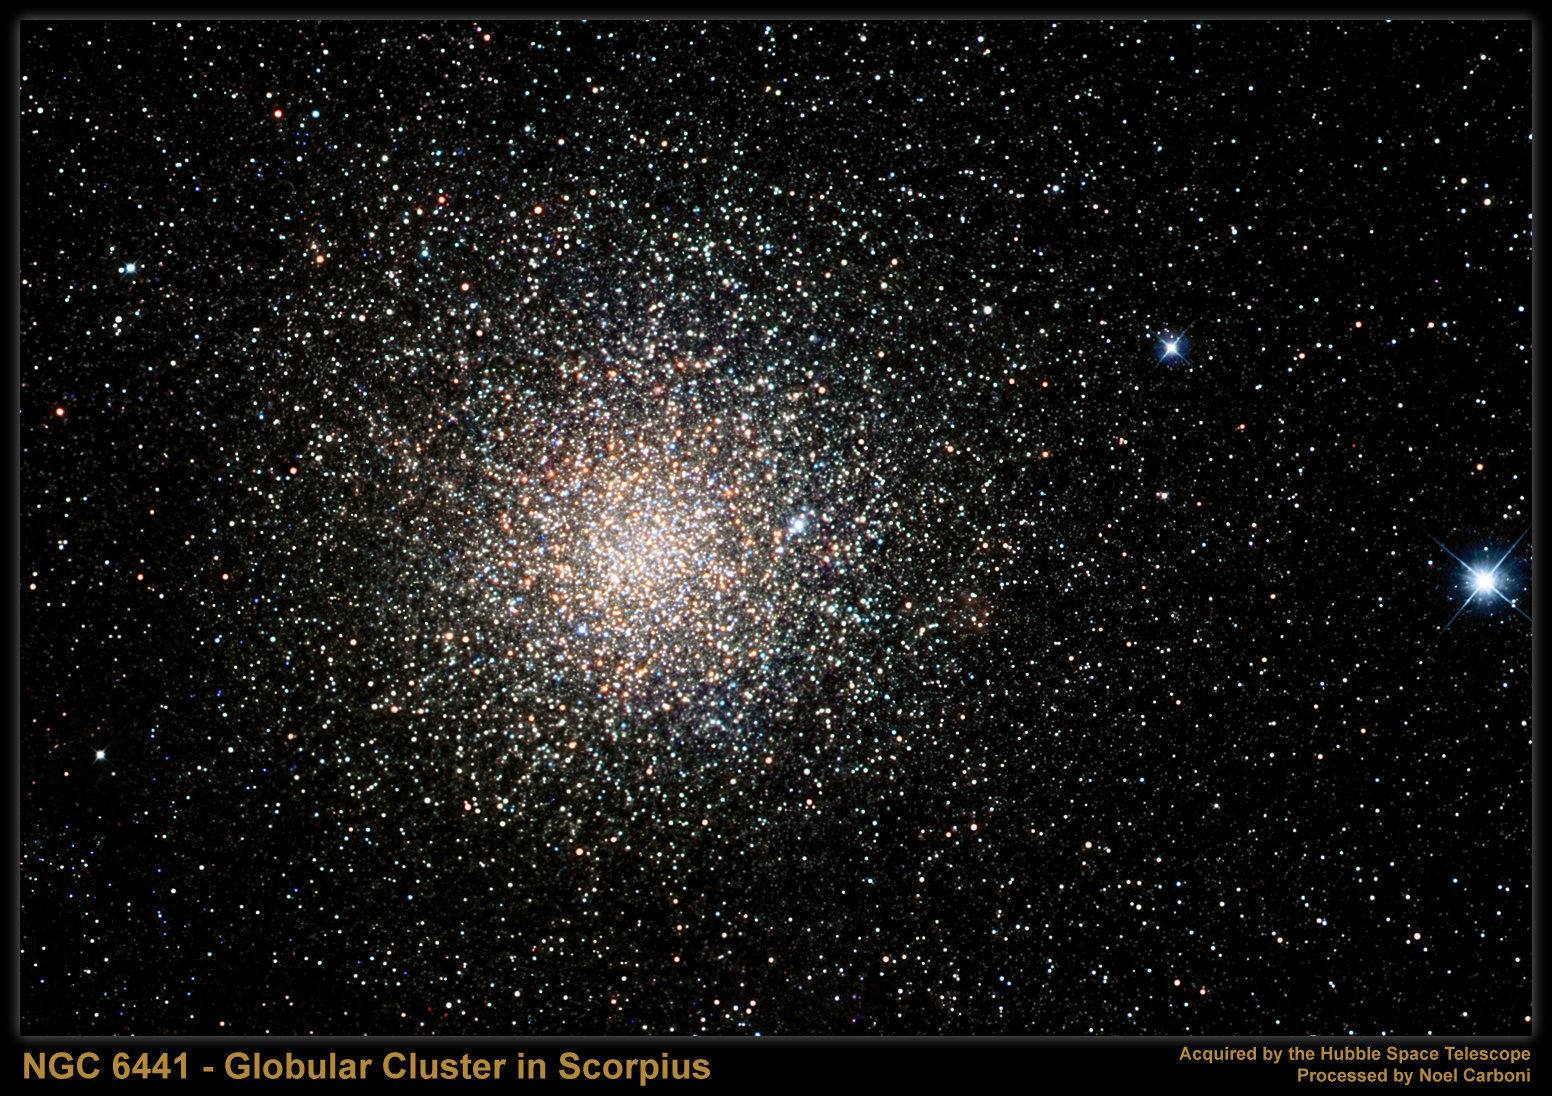 NGC 6441 - Globular Cluster in Scorpius
Acquired by the Hubble Space Telescope
Processed by Noel Carboni